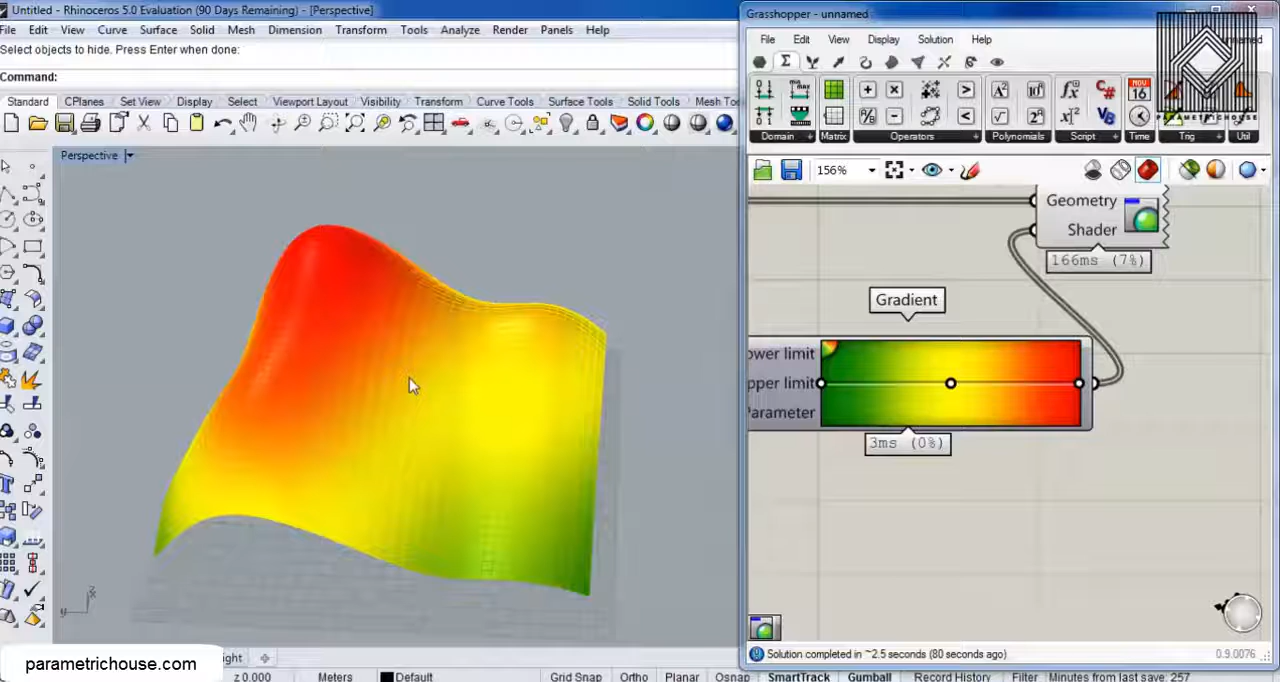 Untitled - Rhinoceros 5.0 Evaluation (90 Days Remaining) - [Perspective]
File Edit View Curve Surface Solid Mesh Dimension Transform Tools Analyze Render Panels Help
Select objects to hide. Press Enter when done:
Command:
Standard CPlanes Set View Display Select Viewport Layout Visibility Transform Curve Tools Surface Tools Solid Tools Mesh Too
Perspective
z
x
y
ight
z 0.000 Meters Default Grid Snap Ortho Planar Osnap SmartTrack Gumball Record History Filter Minutes from last save: 257
parametrichouse.com
Grasshopper - unnamed
File Edit View Display Solution Help
unnamed
PARAMETRICHOUSE
Domain Matrix Operators Polynomials Script Time Trig Util
156%
Geometry
Shader
166ms (7%)
Gradient
ower limit
pper limit
Parameter
3ms (0%)
Solution completed in ~2.5 seconds (80 seconds ago)
0.9.0076